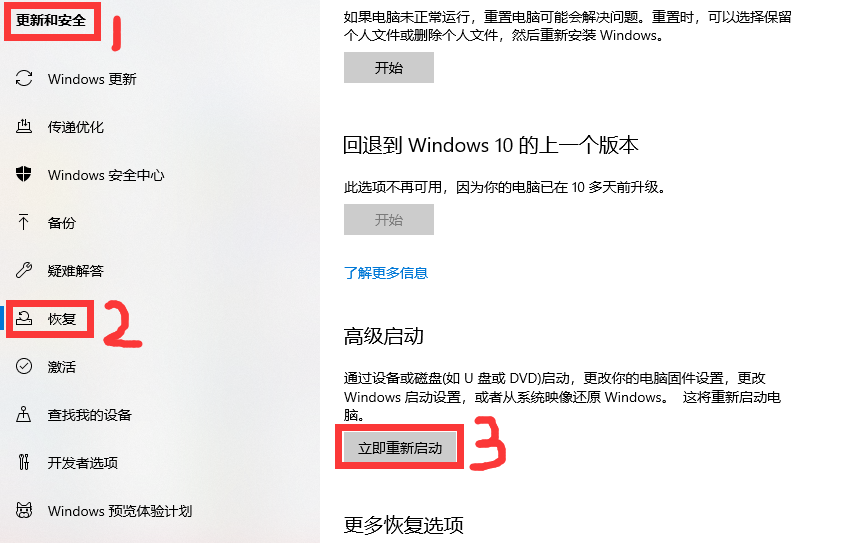 更新和安全
1
Windows 更新
传递优化
Windows 安全中心
备份
疑难解答
恢复
2
激活
查找我的设备
开发者选项
Windows 预览体验计划
如果电脑未正常运行，重置电脑可能会解决问题。重置时，可以选择保留
个人文件或删除个人文件，然后重新安装 Windows。
开始
回退到 Windows 10 的上一个版本
此选项不再可用，因为你的电脑已在 10 多天前升级。
开始
了解更多信息
高级启动
通过设备或磁盘(如 U 盘或 DVD)启动，更改你的电脑固件设置，更改
Windows 启动设置，或者从系统映像还原 Windows。 这将重新启动电
脑。
立即重新启动
3
更多恢复选项